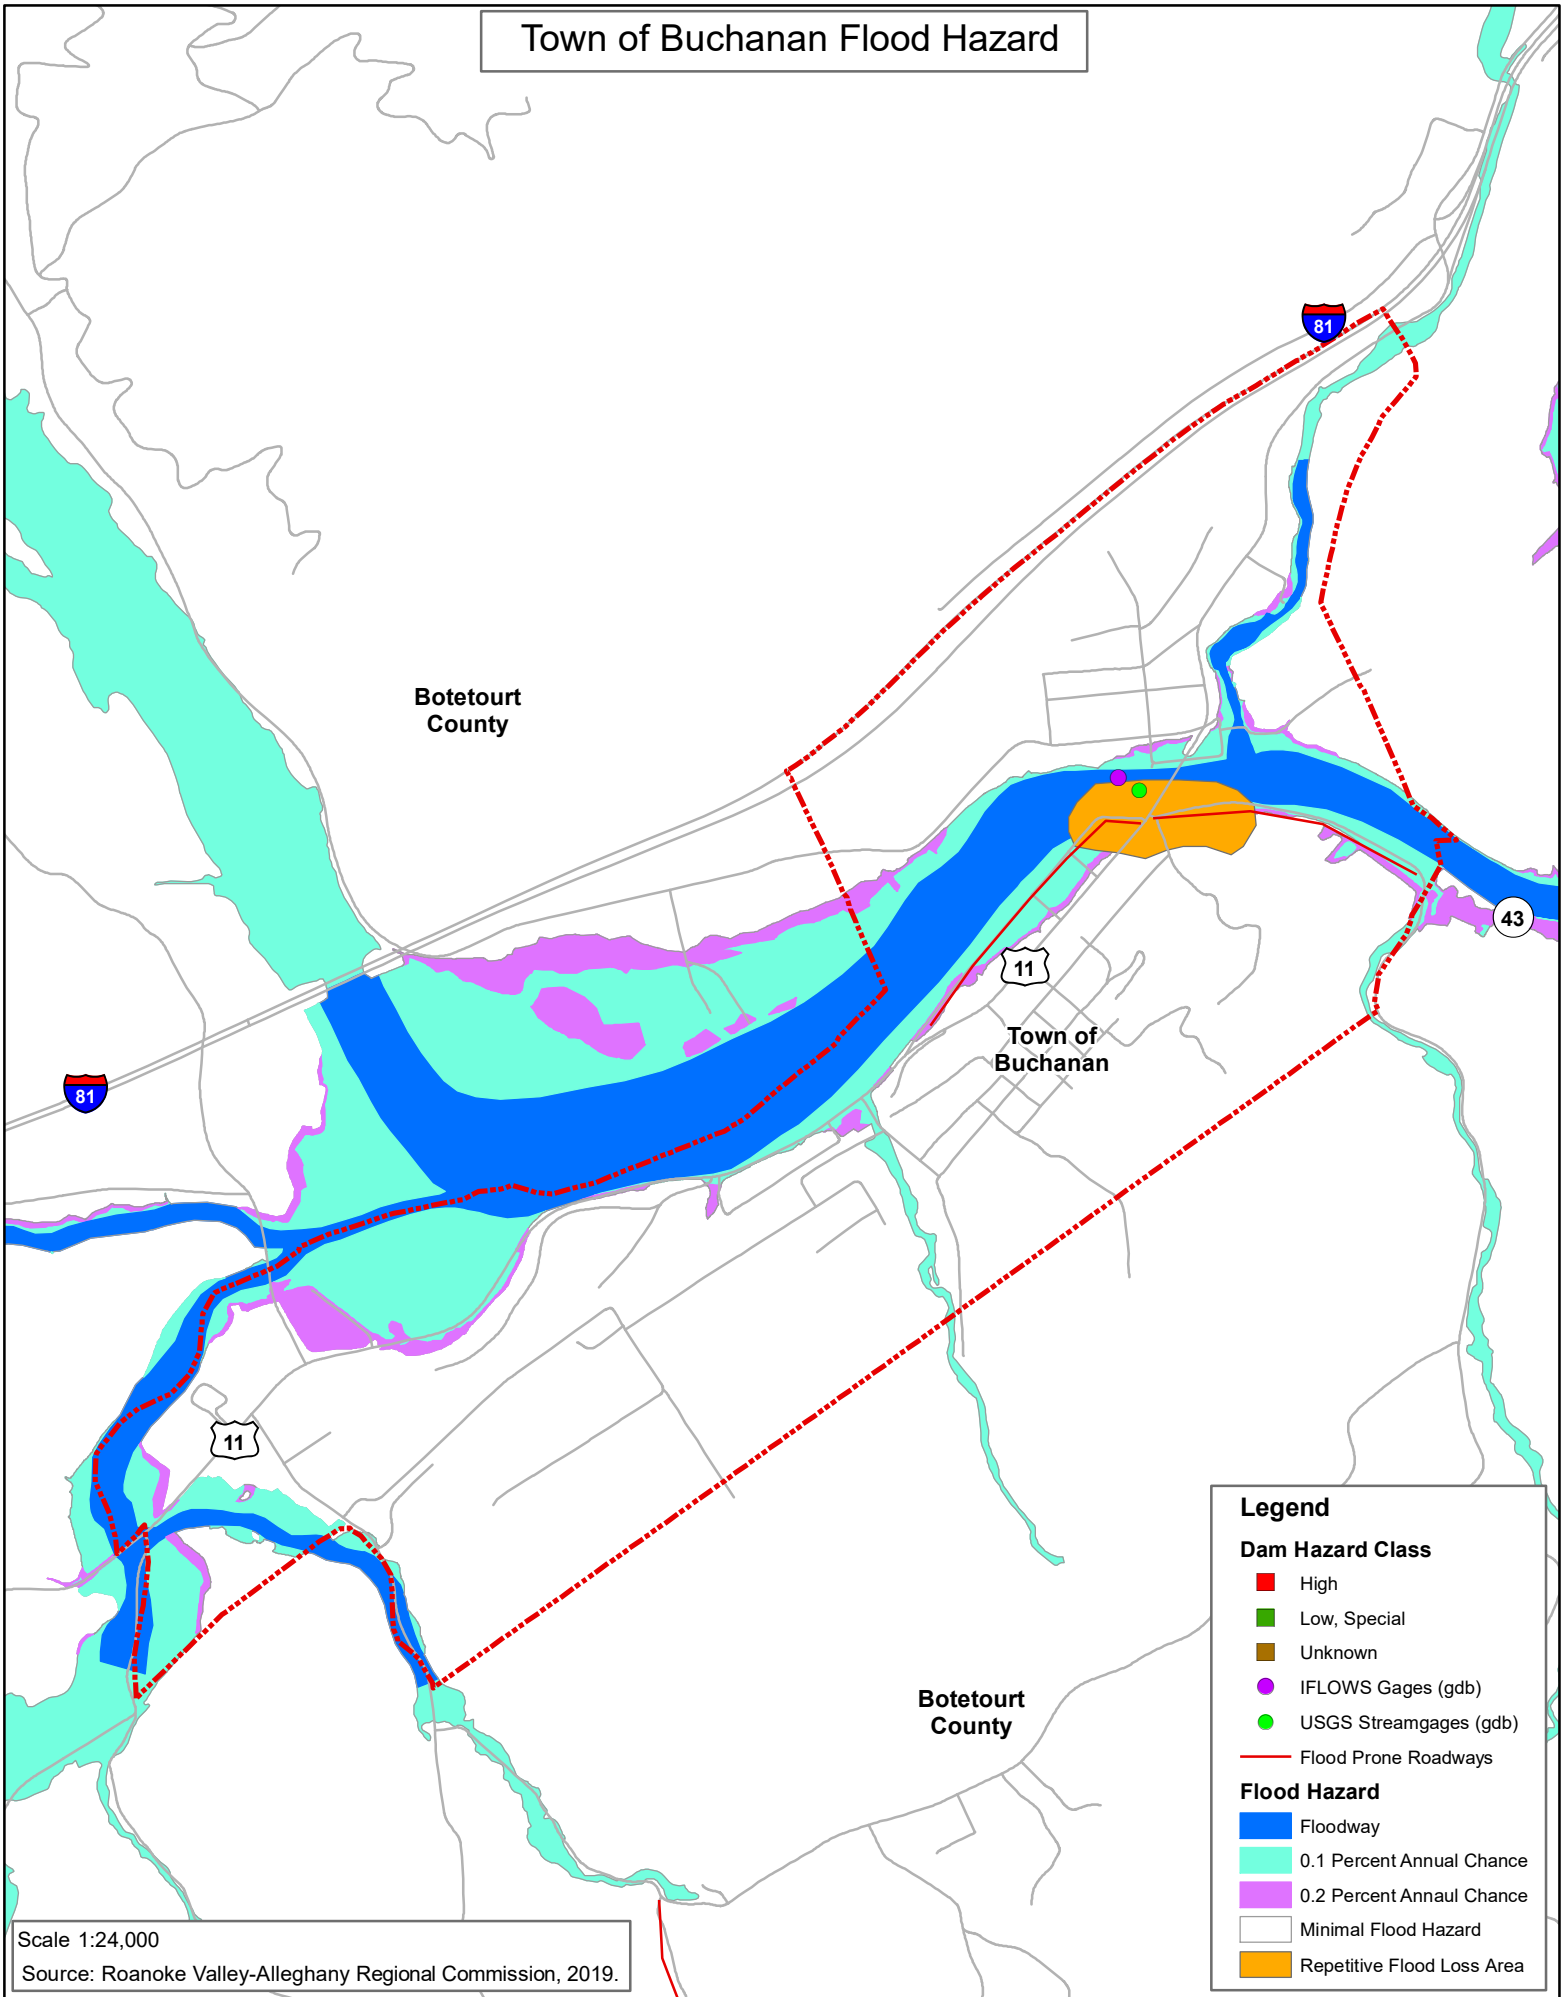 Town of Buchanan Flood Hazard
81
Botetourt
County
43
11
Town of
Buchanan
81
11
Botetourt
County
Legend
Dam Hazard Class
High
Low, Special
Unknown
IFLOWS Gages (gdb)
USGS Streamgages (gdb)
Flood Prone Roadways
Flood Hazard
Floodway
0.1 Percent Annual Chance
0.2 Percent Annaul Chance
Minimal Flood Hazard
Repetitive Flood Loss Area
Scale 1:24,000
Source: Roanoke Valley-Alleghany Regional Commission, 2019.